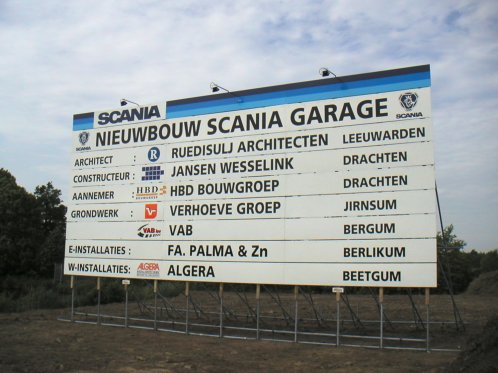 SCANIA
NIEUWBOUW SCANIA GARAGE
SCANIA
SCANIA
ARCHITECT : R RUEDISULJ ARCHITECTEN LEEUWARDEN
CONSTRUCTEUR : JANSEN WESSELINK DRACHTEN
AANNEMER HBD HBD BOUWGROEP DRACHTEN
GRONDWERK : VERHOEVE GROEP JIRNSUM
VAB VAB BERGUM
E-INSTALLATIES : FA. PALMA & Zn BERLIKUM
W-INSTALLATIES : ALGERA ALGERA BEETGUM